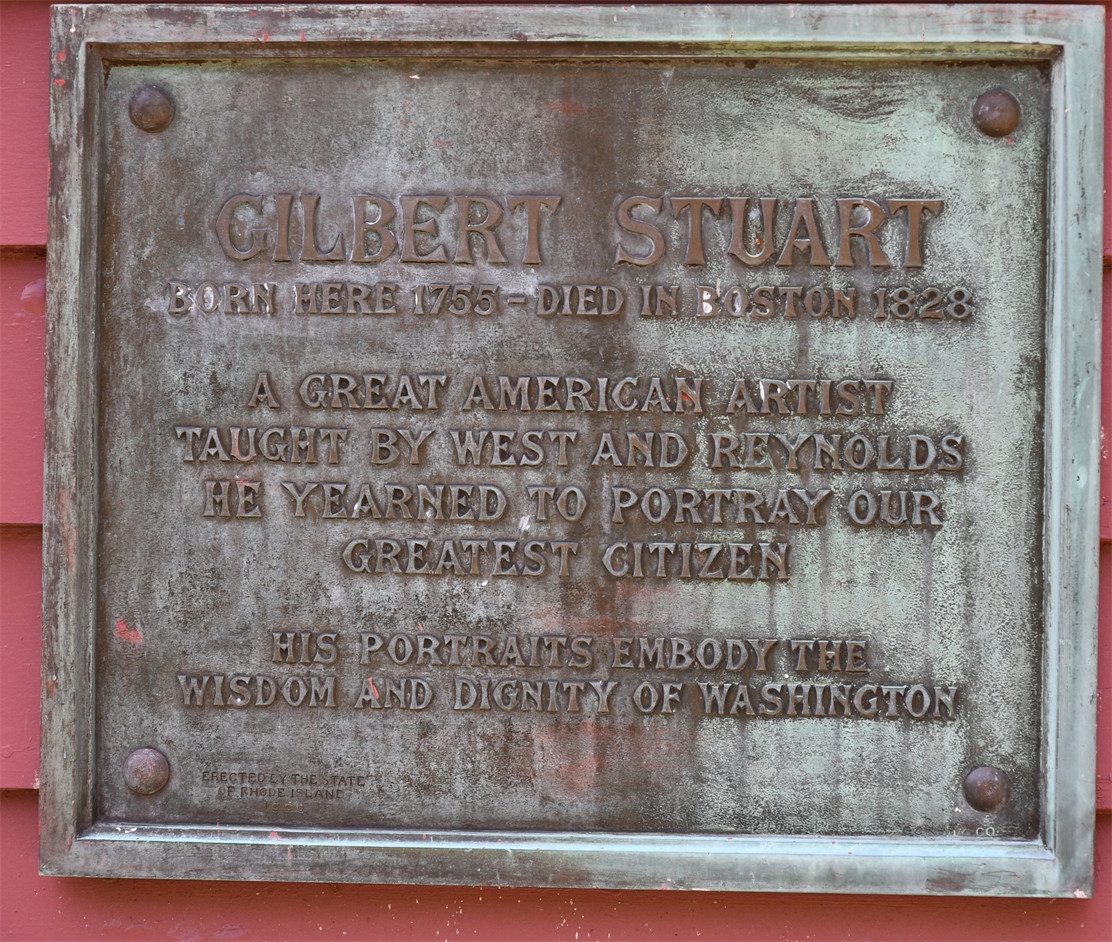 GILBERT STUART
BORN HERE 1755 – DIED IN BOSTON 1828
A GREAT AMERICAN ARTIST
TAUGHT BY WEST AND REYNOLDS
HE YEARNED TO PORTRAY OUR
GREATEST CITIZEN
HIS PORTRAITS EMBODY THE
WISDOM AND DIGNITY OF WASHINGTON
ERECTED BY THE STATE
OF RHODE ISLAND
CO.